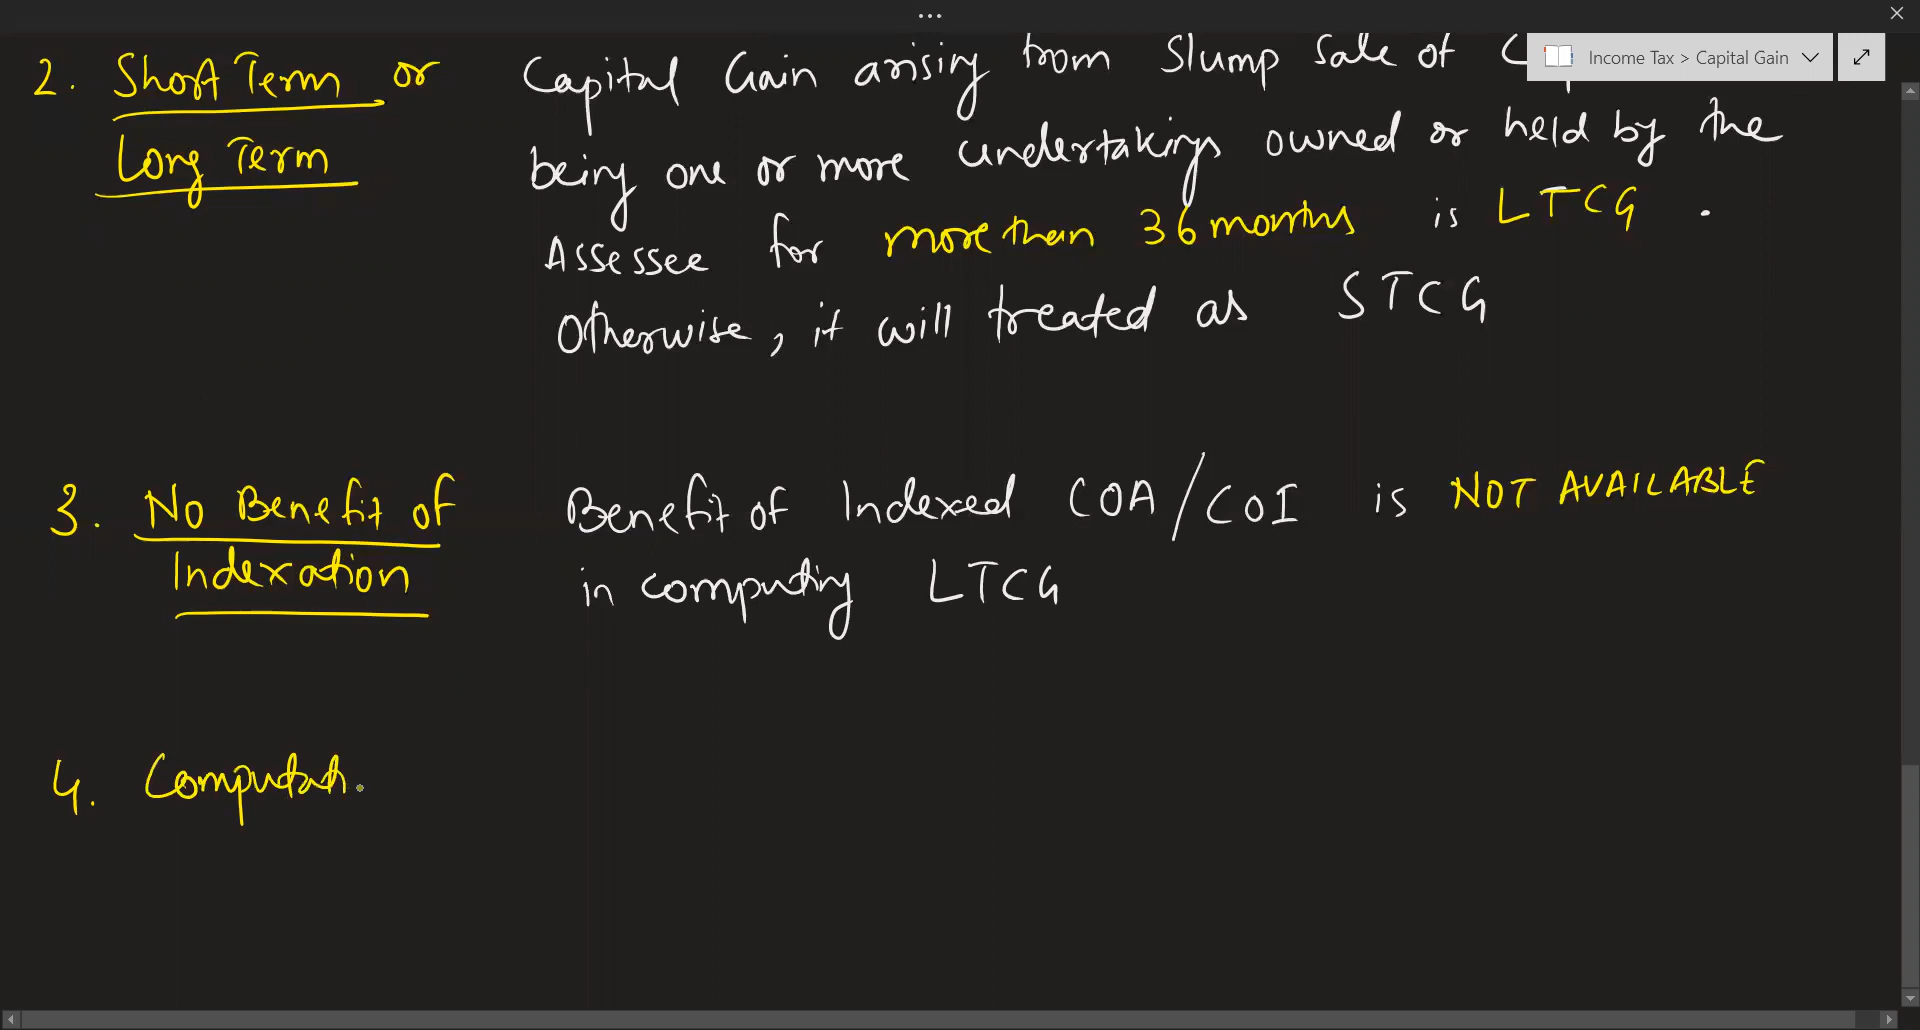 Income Tax > Capital Gain
2. Short Term or
Long Term
Capital Gain arising from Slump Sale of
being one or more undertakings owned or held by the
Assessee for more than 36 months is LTCG .
Otherwise, it will treated as STCG
3. No Benefit of
Indexation
Benefit of Indexed COA/COI is NOT AVAILABLE
in computing LTCG
4. Computati